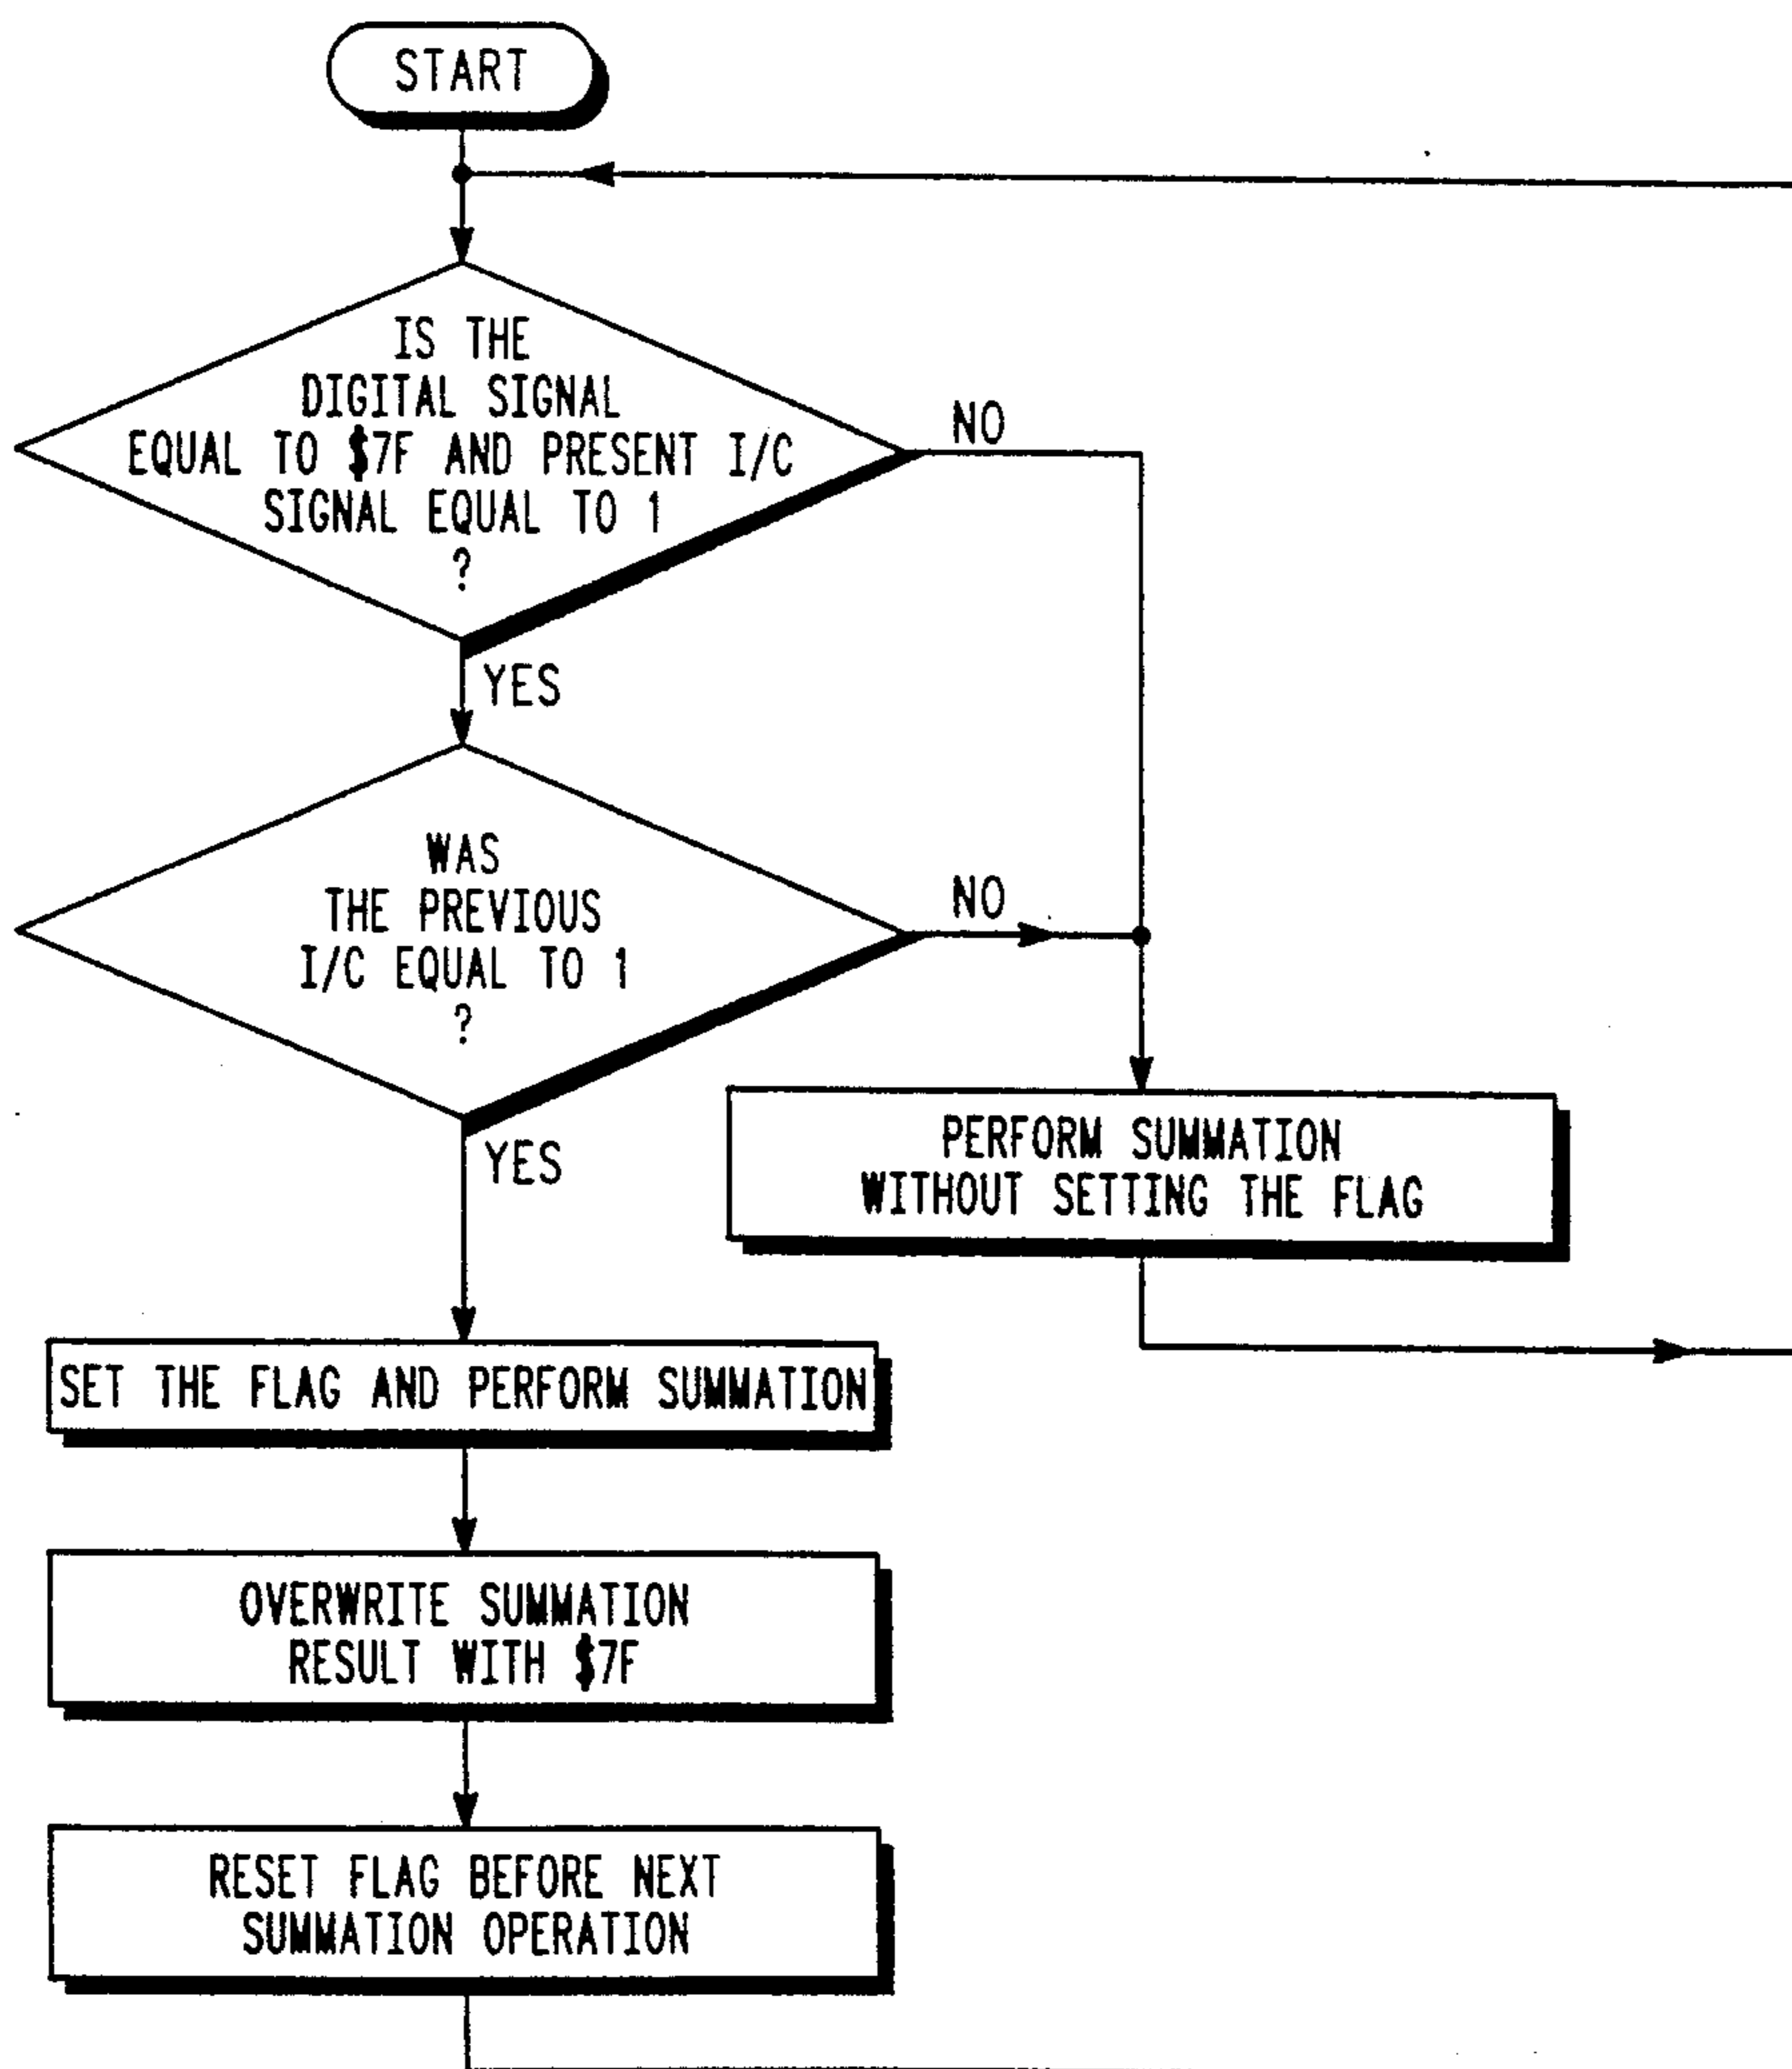 START
IS THE
DIGITAL SIGNAL
EQUAL TO $7F AND PRESENT I/C
SIGNAL EQUAL TO 1
?
NO
YES
WAS
THE PREVIOUS
I/C EQUAL TO 1
?
NO
YES
PERFORM SUMMATION
WITHOUT SETTING THE FLAG
SET THE FLAG AND PERFORM SUMMATION
OVERWRITE SUMMATION
RESULT WITH $7F
RESET FLAG BEFORE NEXT
SUMMATION OPERATION